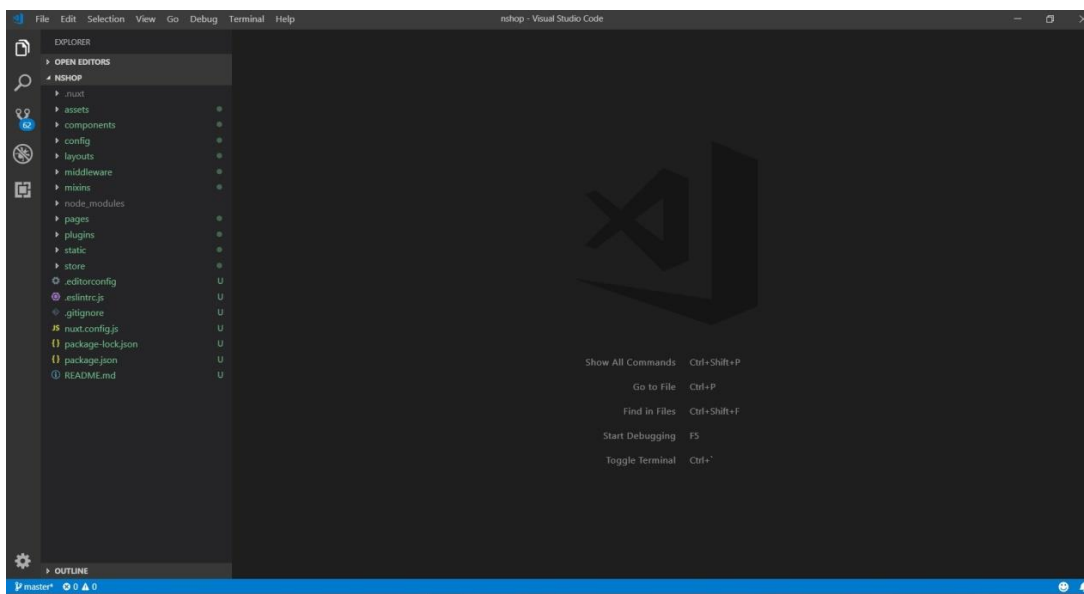 File Edit Selection View Go Debug Terminal Help
nshop - Visual Studio Code
EXPLORER
OPEN EDITORS
NSHOP
.nuxt
assets
components
62
config
layouts
middleware
mixins
node_modules
pages
plugins
static
store
.editorconfig U
.eslintrc.js U
.gitignore U
JS nuxt.config.js U
{} package-lock.json U
{} package.json U
README.md U
Show All Commands Ctrl+Shift+P
Go to File Ctrl+P
Find in Files Ctrl+Shift+F
Start Debugging F5
Toggle Terminal Ctrl+`
OUTLINE
master* 0 0